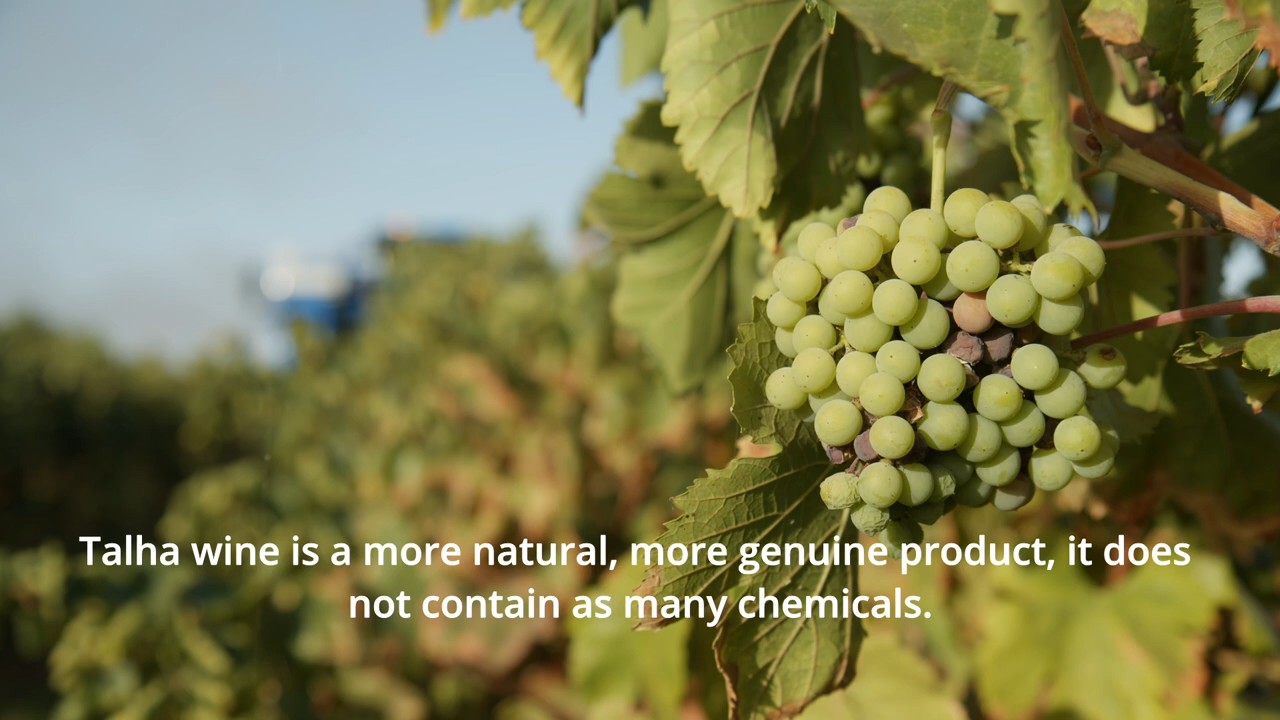 Talha wine is a more natural, more genuine product, it does
not contain as many chemicals.